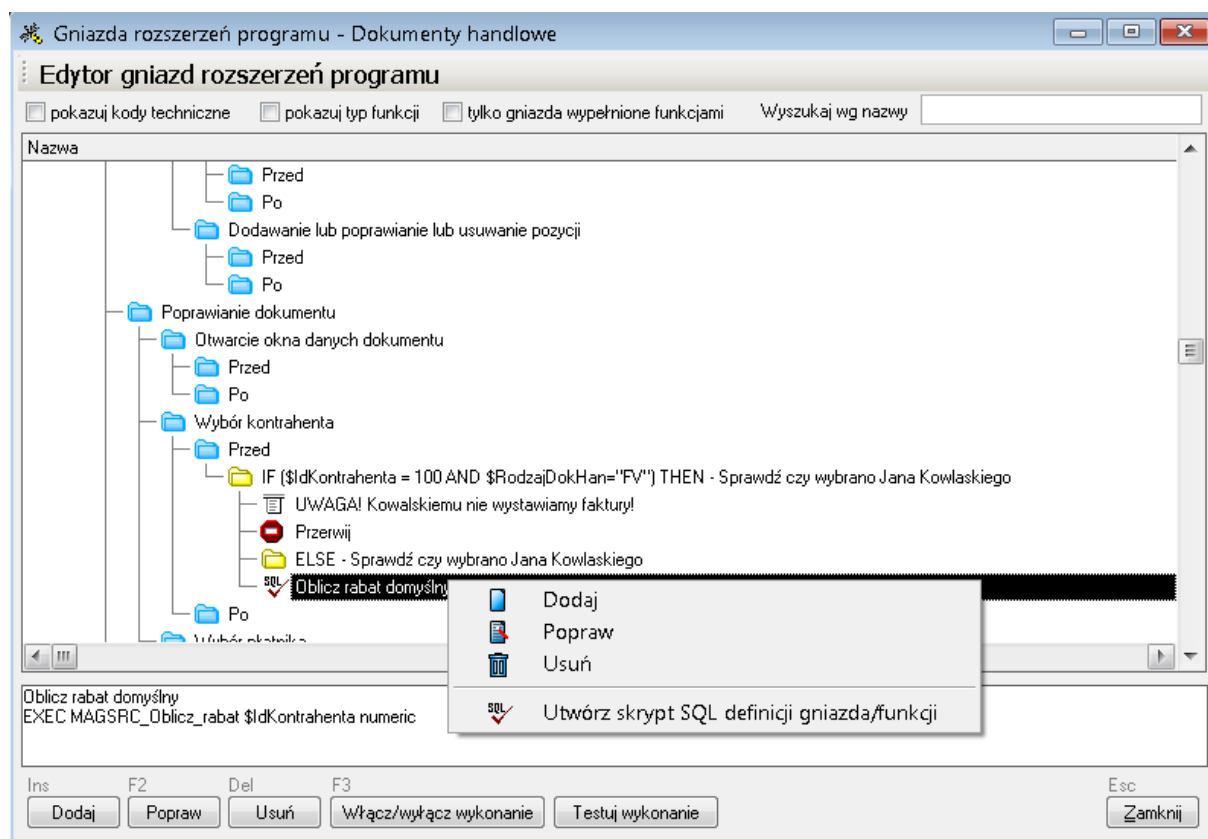 Gniazda rozszerzeń programu - Dokumenty handlowe
Edytor gniazd rozszerzeń programu
pokazuj kody techniczne pokazuj typ funkcji tylko gniazda wypełnione funkcjami Wyszukaj wg nazwy
Nazwa
Przed
Po
Dodawanie lub poprawianie lub usuwanie pozycji
Przed
Po
Poprawianie dokumentu
Otwarcie okna danych dokumentu
Przed
Po
Wybór kontrahenta
Przed
IF ($IdKontrahenta = 100 AND $RodzajDokHan="FV") THEN - Sprawdź czy wybrano Jana Kowlaskiego
UWAGA! Kowalskiemu nie wystawiamy faktury!
Przerwij
ELSE - Sprawdź czy wybrano Jana Kowlaskiego
SQL Oblicz rabat domyślny
Dodaj
Po
Popraw
Wybór płatnika
Usuń
SQL Utwórz skrypt SQL definicji gniazda/funkcji
Oblicz rabat domyślny
EXEC MAGSRC_Oblicz_rabat $IdKontrahenta numeric
Ins F2 Del F3 Esc
Dodaj Popraw Usuń Włącz/wyłącz wykonanie Testuj wykonanie Zamknij